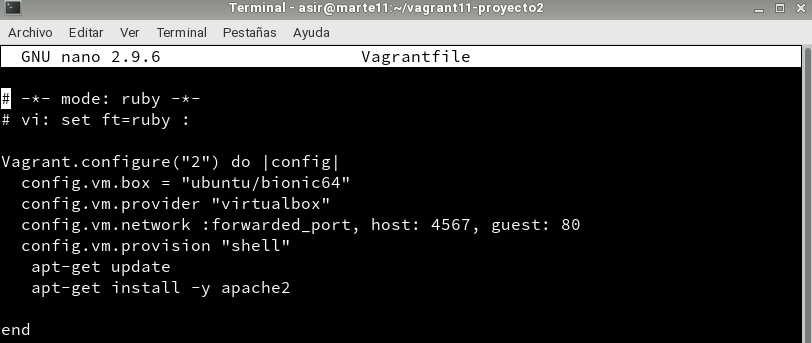 Terminal - asir@marte11:~/vagrant11-proyecto2
Archivo Editar Ver Terminal Pestañas Ayuda
GNU nano 2.9.6 Vagrantfile
# -*- mode: ruby -*-
# vi: set ft=ruby :
Vagrant.configure("2") do |config|
config.vm.box = "ubuntu/bionic64"
config.vm.provider "virtualbox"
config.vm.network :forwarded_port, host: 4567, guest: 80
config.vm.provision "shell"
apt-get update
apt-get install -y apache2
end